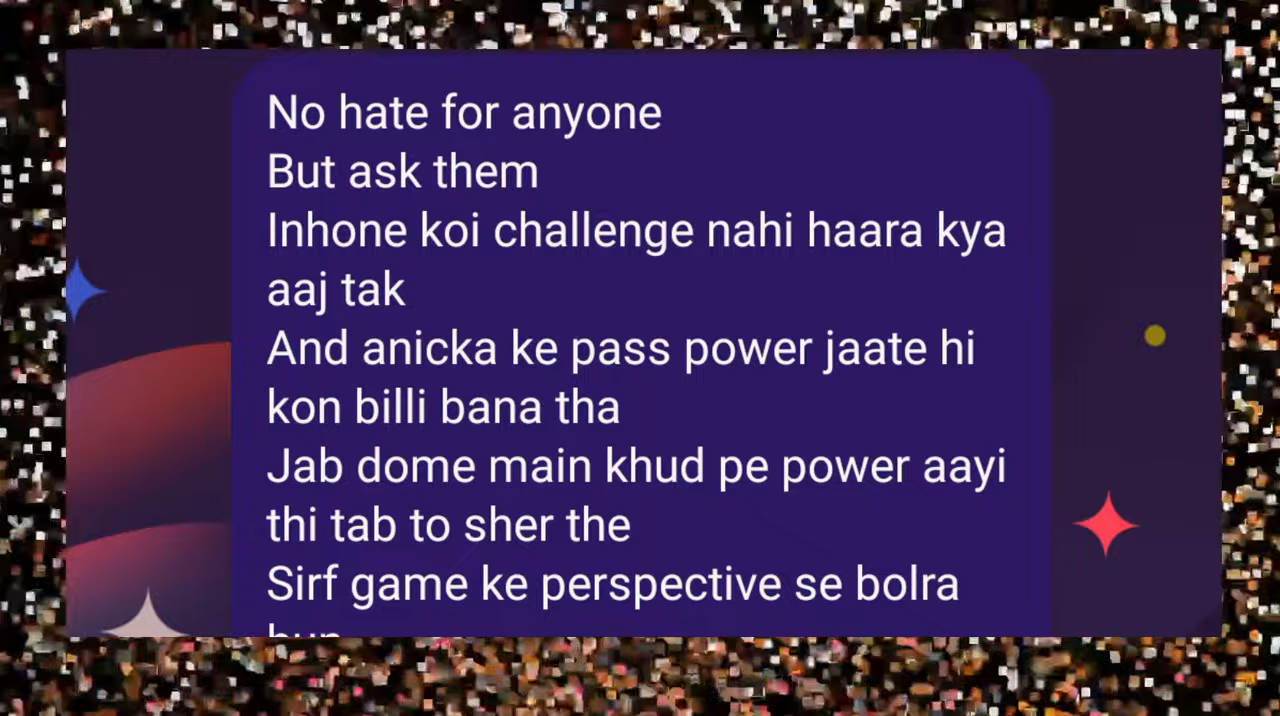 No hate for anyone
But ask them
Inhone koi challenge nahi haara kya
aaj tak
And anicka ke pass power jaate hi
kon billi bana tha
Jab dome main khud pe power aayi
thi tab to sher the
Sirf game ke perspective se bolra